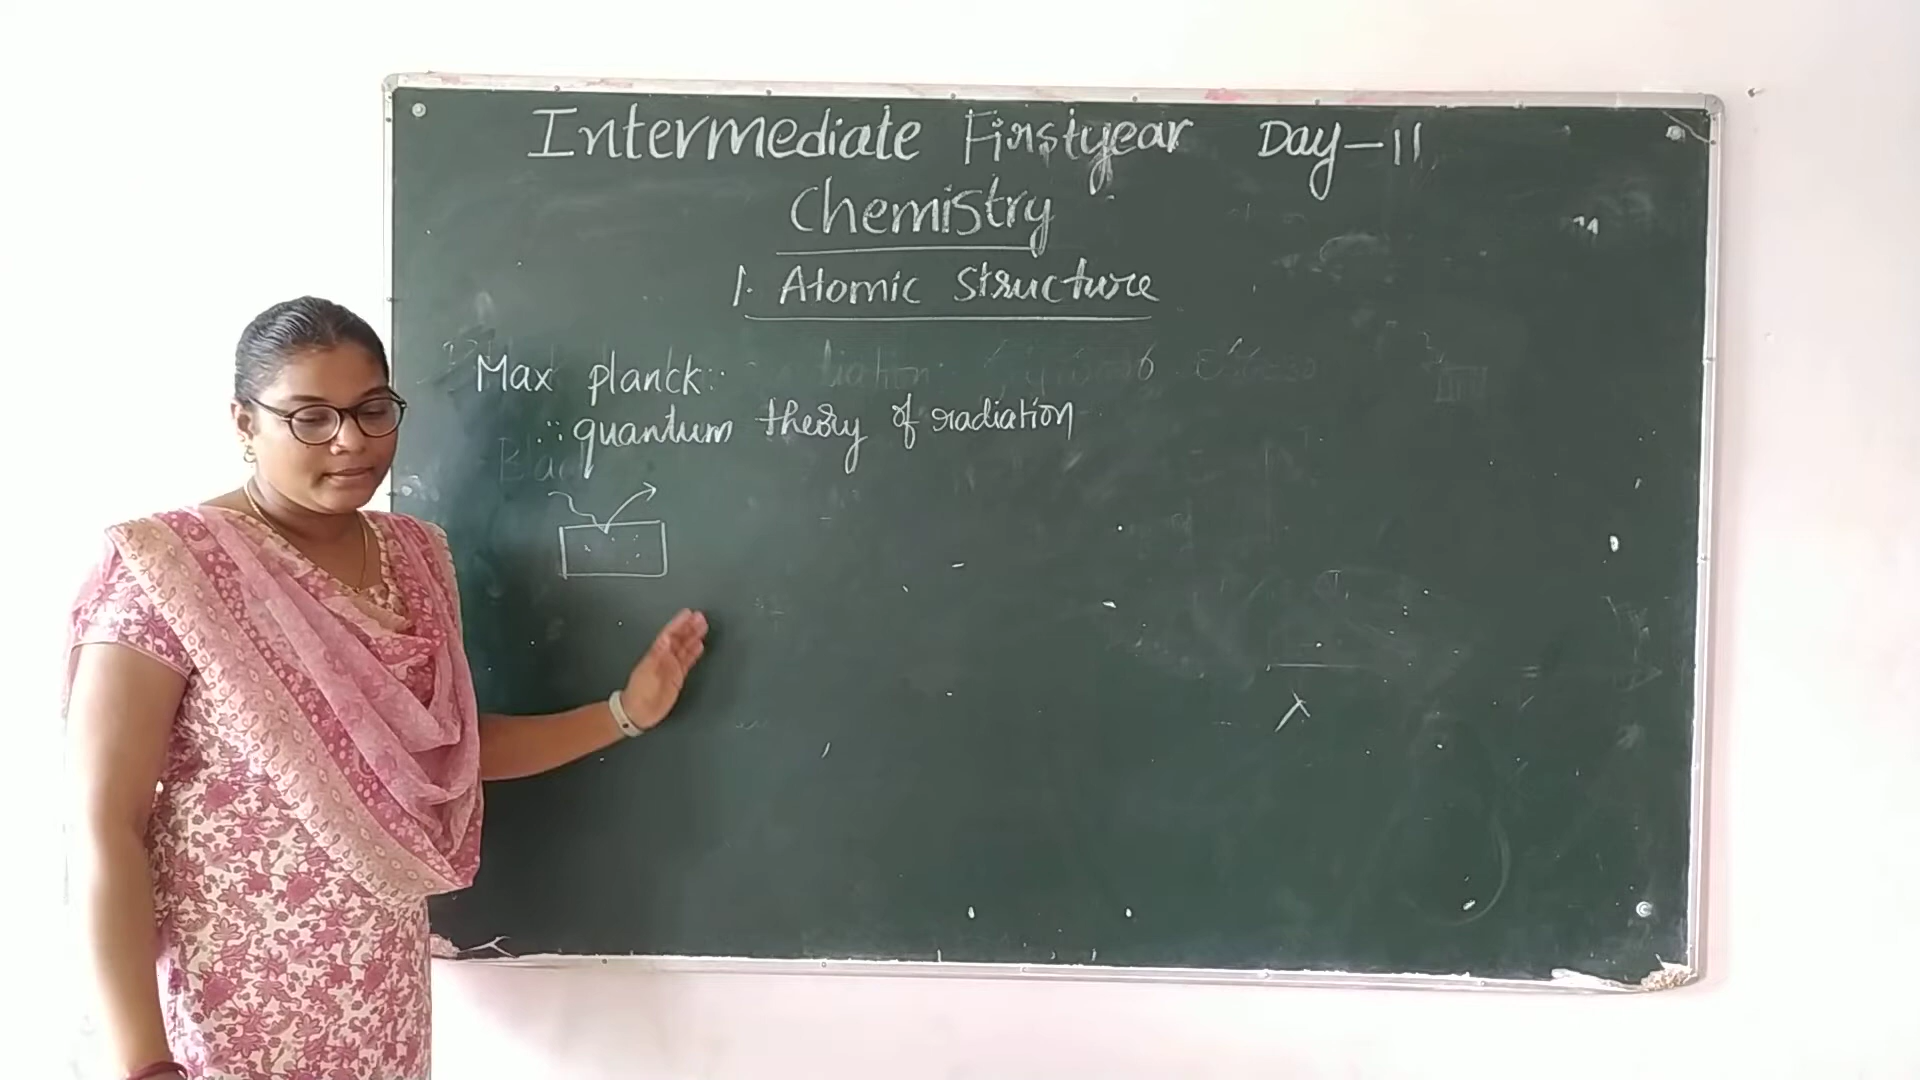 Intermediate Firstyear Day-11
Chemistry
1. Atomic Structure
Max planck:
∴ quantum theory of radiation